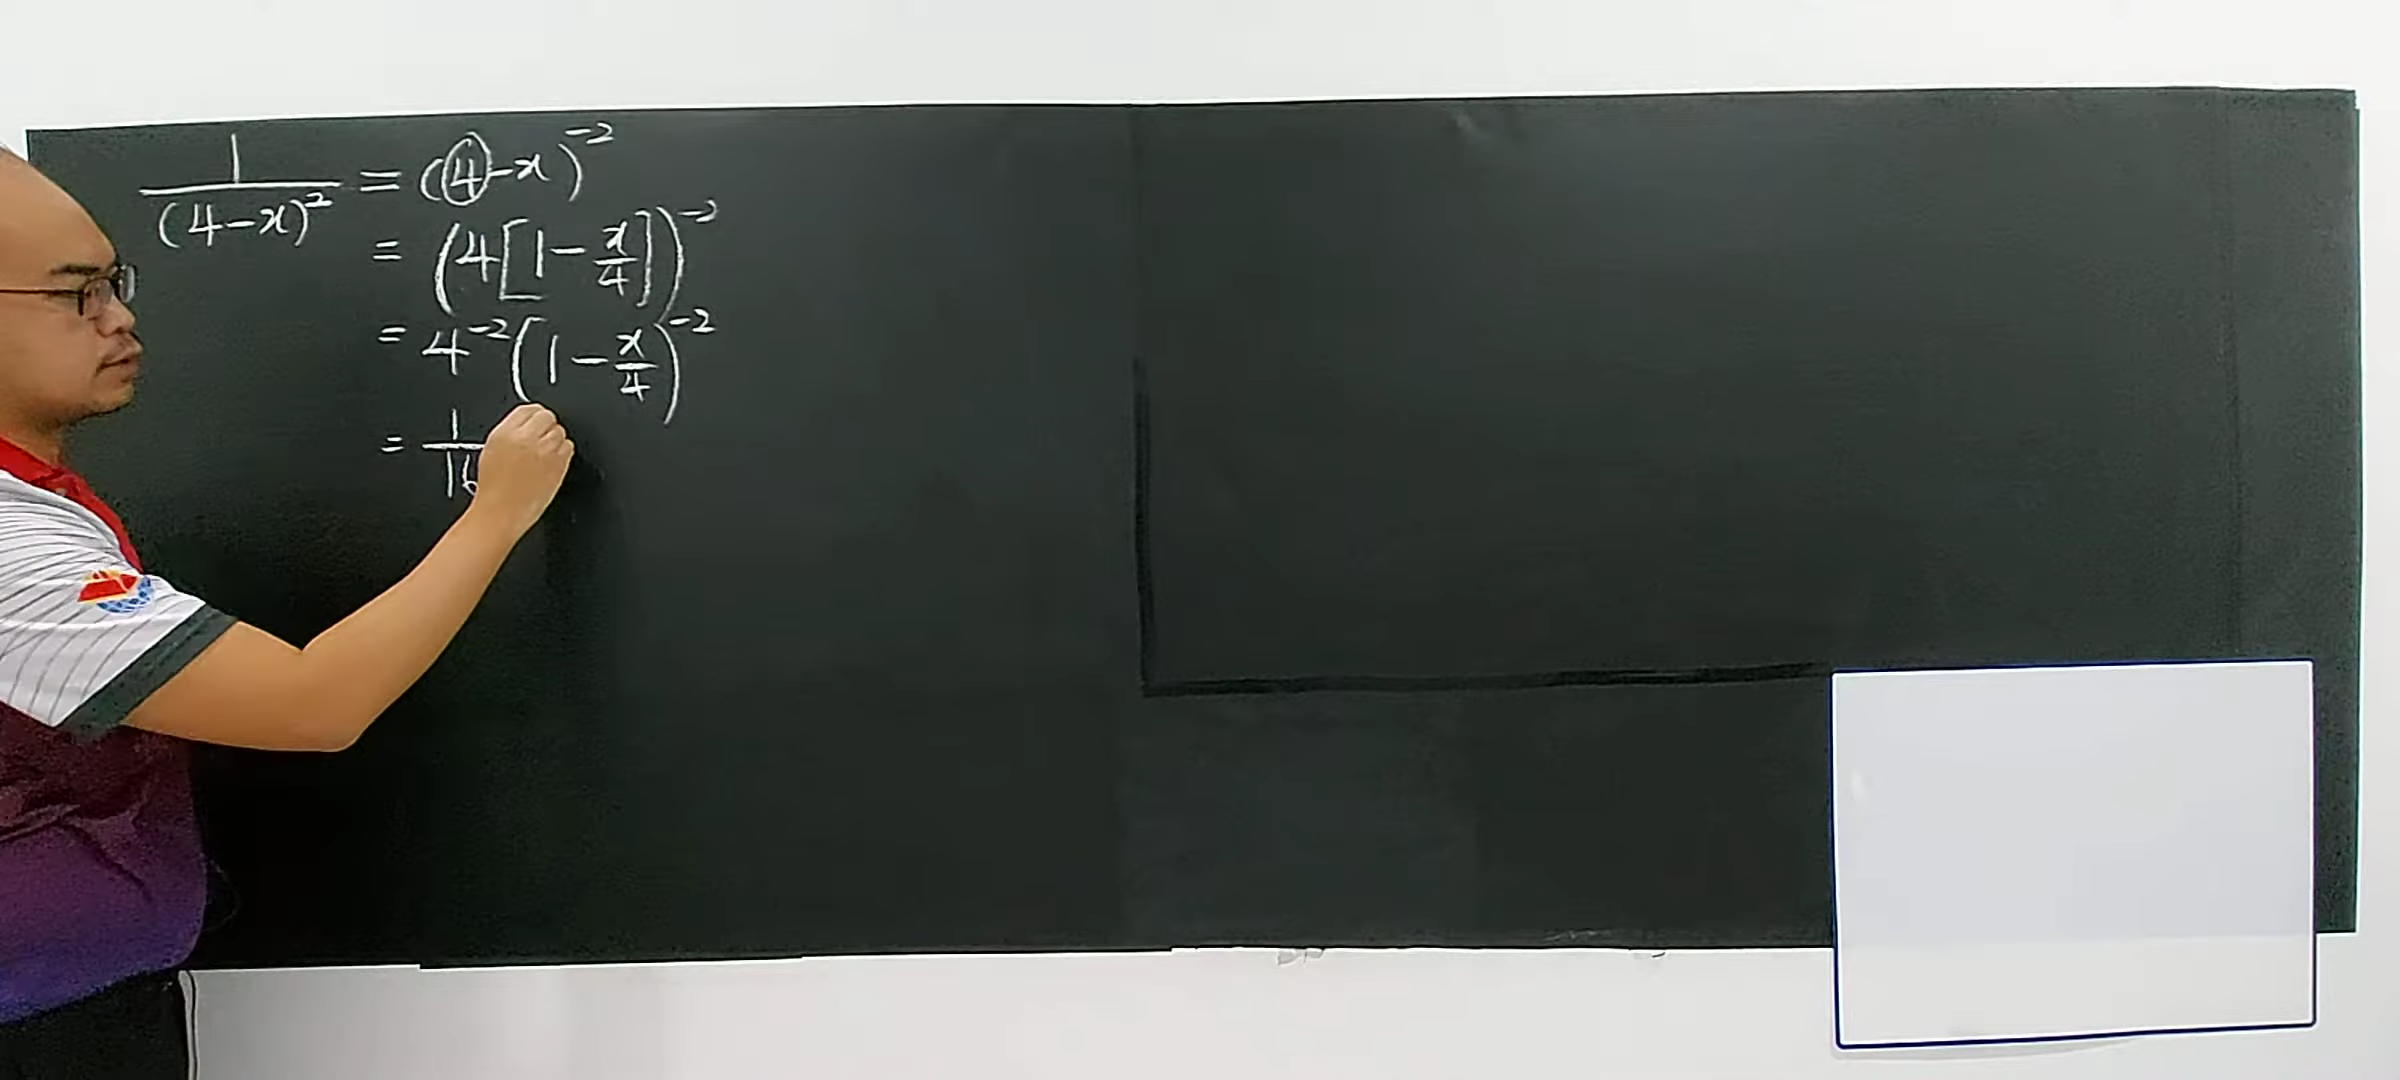 1/(4-x)² ≡ (4-x)⁻²
≡ (4[1-x/4])⁻²
= 4⁻²(1-x/4)⁻²
= 1/16